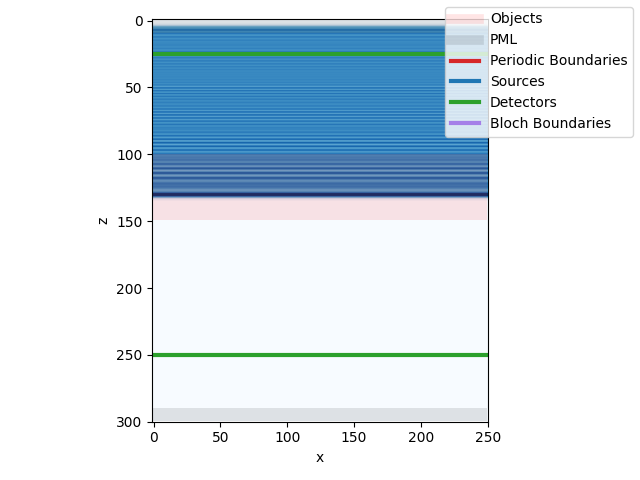 Objects
PML
Periodic Boundaries
Sources
Detectors
Bloch Boundaries
0
50
100
150
200
250
300
z
0
50
100
150
200
250
x